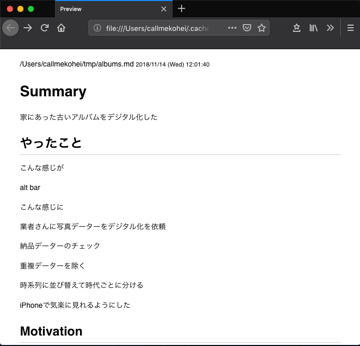 Preview
file:///Users/callmekohei/.cach
/Users/callmekohei/tmp/albums.md 2018/11/14 (Wed) 12:01:40
Summary
家にあった古いアルバムをデジタル化した
やったこと
こんな感じが
alt bar
こんな感じに
業者さんに写真データーをデジタル化を依頼
納品データーのチェック
重複データーを除く
時系列に並び替えて時代ごとに分ける
iPhoneで気楽に見れるようにした
Motivation